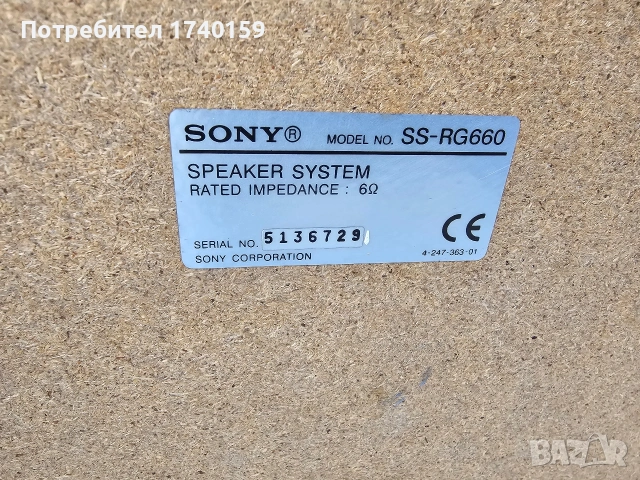 Потребител 1740159
SONY® MODEL NO. SS-RG660
SPEAKER SYSTEM
RATED IMPEDANCE : 6Ω
SERIAL NO. 5136729
SONY CORPORATION
CE
4-247-363-01
BAZAR